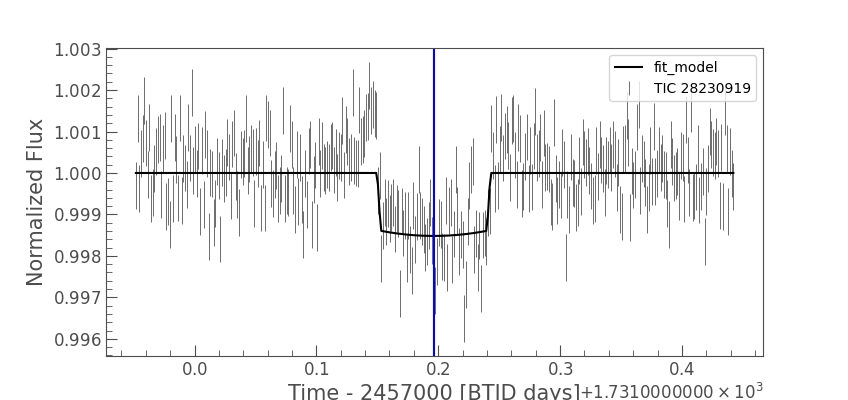 1.003
1.002
1.001
1.000
0.999
0.998
0.997
0.996
Normalized Flux
fit_model
TIC 28230919
0.0 0.1 0.2 0.3 0.4
Time - 2457000 [BTJD days]
+1.7310000000 × 10³